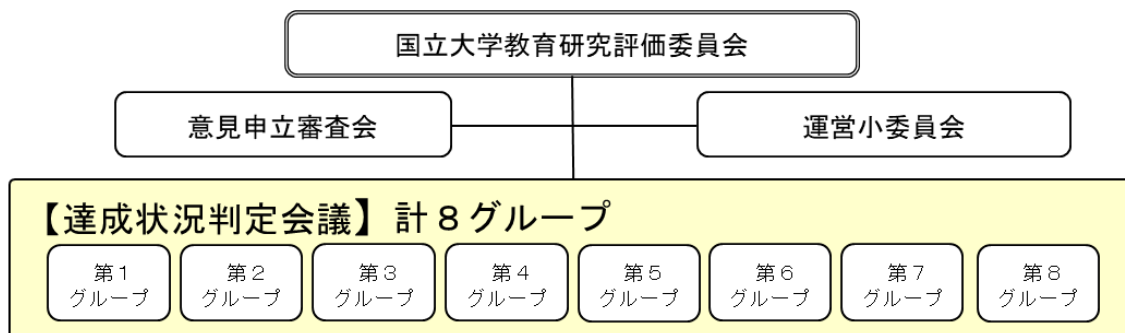 国立大学教育研究評価委員会
意見申立審査会
運営小委員会
【達成状況判定会議】計８グループ
第１
グループ
第２
グループ
第３
グループ
第４
グループ
第５
グループ
第６
グループ
第７
グループ
第８
グループ